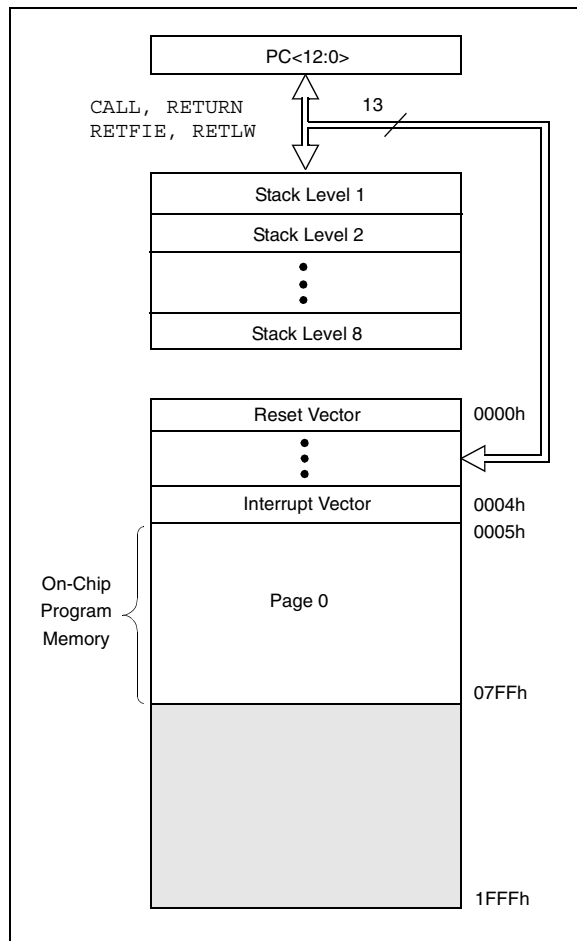 PC<12:0>
CALL, RETURN
RETFIE, RETLW
13
Stack Level 1
Stack Level 2
Stack Level 8
Reset Vector
0000h
Interrupt Vector
0004h
0005h
On-Chip
Program
Memory
Page 0
07FFh
1FFFh